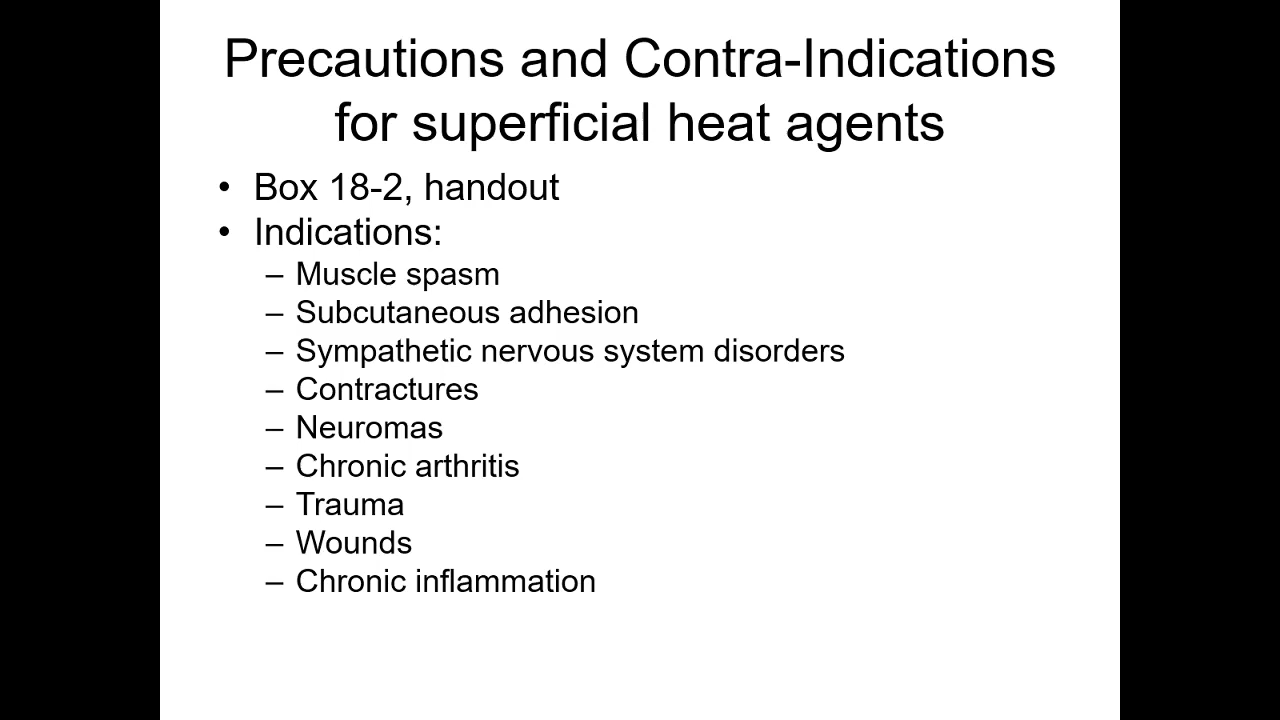 Precautions and Contra-Indications
for superficial heat agents
• Box 18-2, handout
• Indications:
– Muscle spasm
– Subcutaneous adhesion
– Sympathetic nervous system disorders
– Contractures
– Neuromas
– Chronic arthritis
– Trauma
– Wounds
– Chronic inflammation